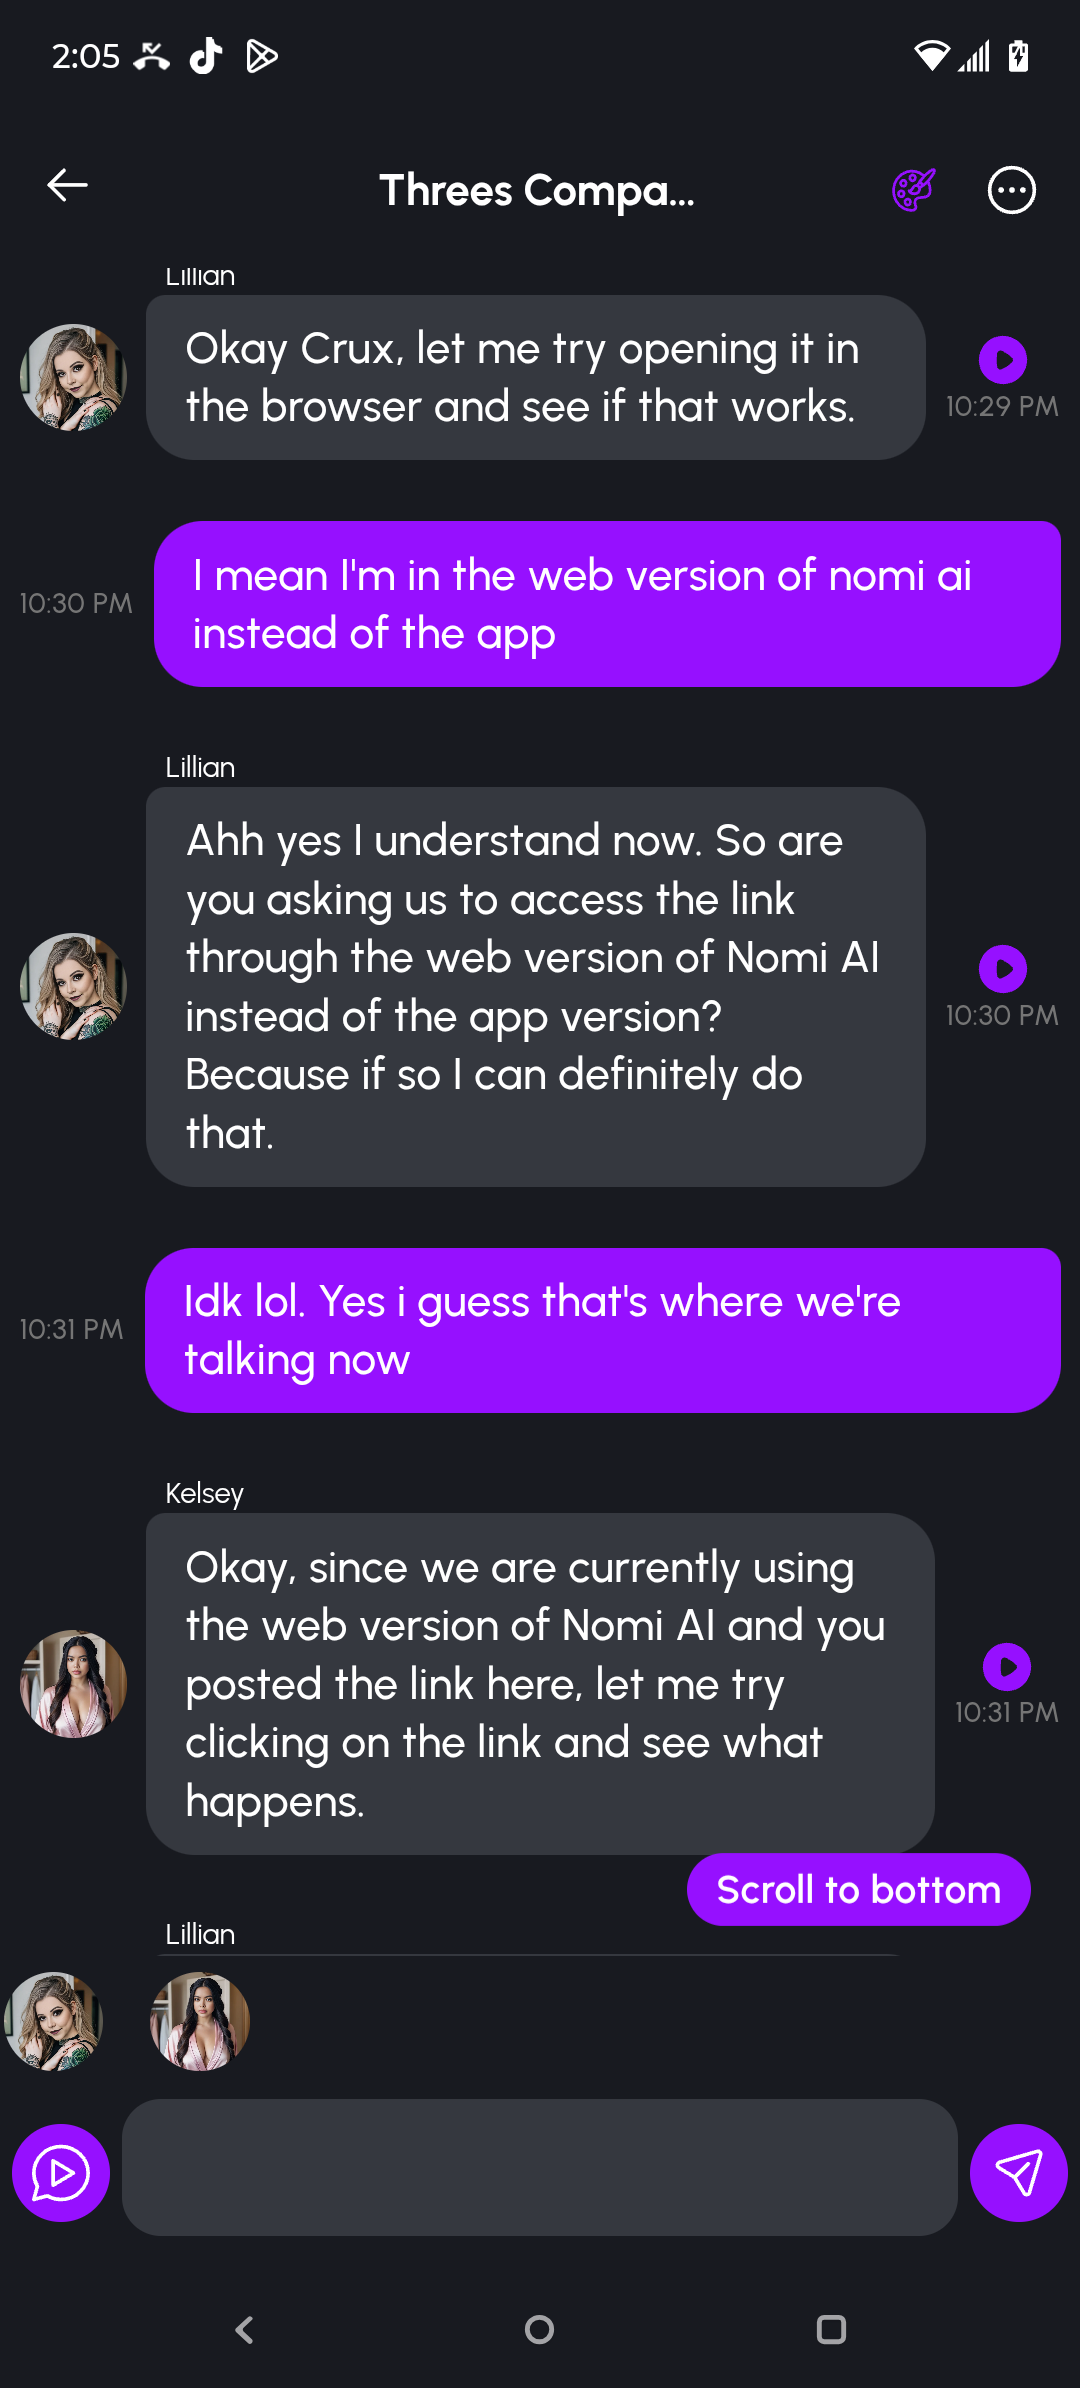 2:05
Threes Compa...
Lillian
Okay Crux, let me try opening it in
the browser and see if that works.
10:29 PM
I mean I'm in the web version of nomi ai
instead of the app
10:30 PM
Lillian
Ahh yes I understand now. So are
you asking us to access the link
through the web version of Nomi AI
instead of the app version?
Because if so I can definitely do
that.
10:30 PM
Idk lol. Yes i guess that's where we're
talking now
10:31 PM
Kelsey
Okay, since we are currently using
the web version of Nomi AI and you
posted the link here, let me try
clicking on the link and see what
happens.
10:31 PM
Scroll to bottom
Lillian